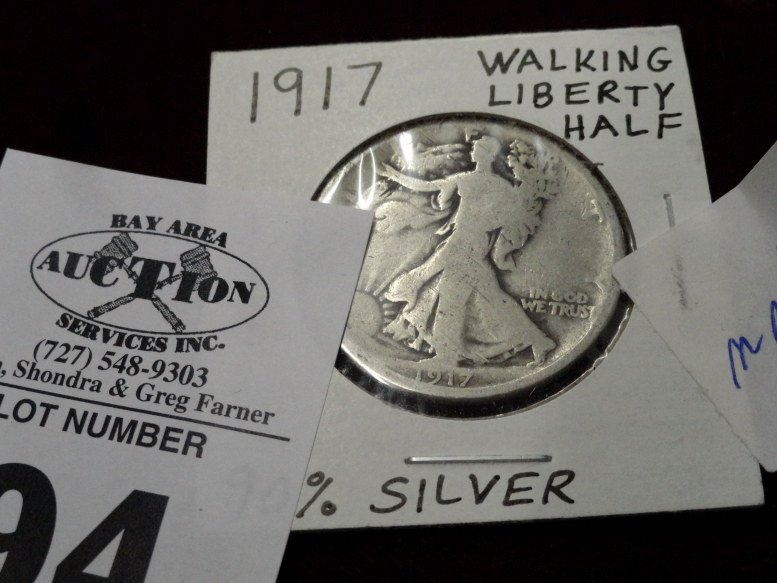 1917
WALKING
LIBERTY
HALF
BAY AREA
AUCTION
SERVICES INC.
(727) 548-9303
, Shondra & Greg Farner
LOT NUMBER
94
IN GOD
WE TRUST
1917
% SILVER